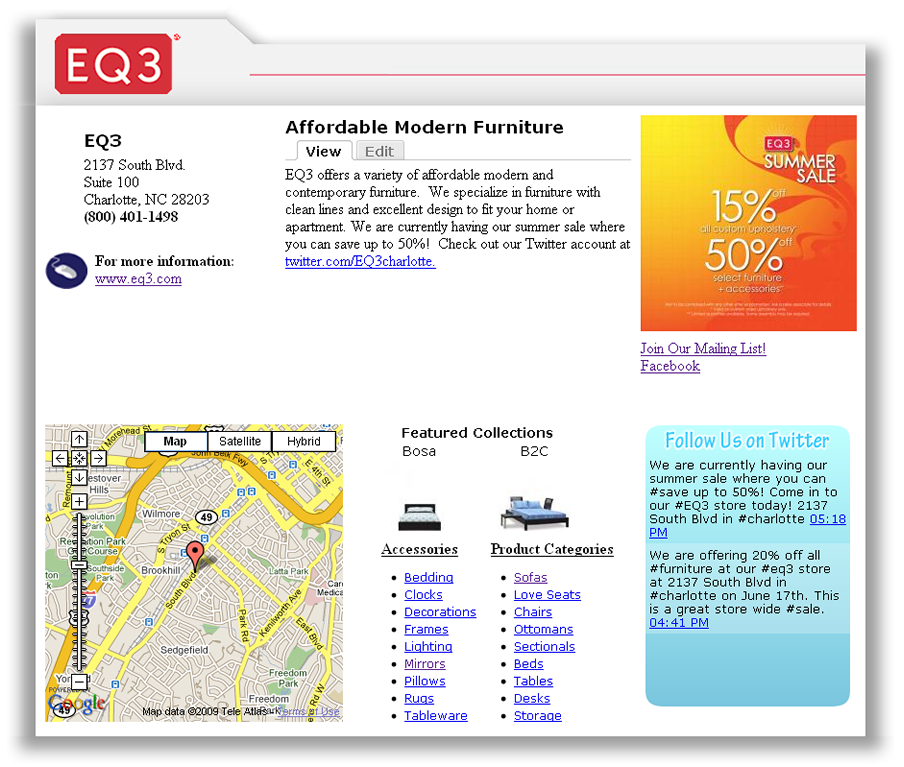 EQ3
EQ3
2137 South Blvd.
Suite 100
Charlotte, NC 28203
(800) 401-1498
For more information:
www.eq3.com
Affordable Modern Furniture
View Edit
EQ3 offers a variety of affordable modern and
contemporary furniture.  We specialize in furniture with
clean lines and excellent design to fit your home or
apartment. We are currently having our summer sale where
you can save up to 50%!  Check out our Twitter account at
twitter.com/EQ3charlotte.
EQ3
SUMMER
SALE
15% off
all custom upholstery*
50% off
select furniture
+ accessories**
Join Our Mailing List!
Facebook
Map Satellite Hybrid
E Morehead St
John Belk Fwy
E 4th St
Remount
Westover
Hills
Wilmore
49
S Tryon St
Revolution
Park Golf
Course
Southside
Park
Brookhill
South Blvd
Latta Park
Medica
77
Kenilworth Ave
East Blvd
Park Rd
Sedgefield
Freedom
Park
Freedom
Park
Rd W
POWERED BY
Google
49
Map data ©2009 Tele Atlas - Terms of Use
Featured Collections
Bosa B2C
Accessories
Bedding
Clocks
Decorations
Frames
Lighting
Mirrors
Pillows
Rugs
Tableware
Product Categories
Sofas
Love Seats
Chairs
Ottomans
Sectionals
Beds
Tables
Desks
Storage
Follow Us on Twitter
We are currently having our
summer sale where you can
#save up to 50%! Come in to
our #EQ3 store today! 2137
South Blvd in #charlotte 05:18
PM
We are offering 20% off all
#furniture at our #eq3 store
at 2137 South Blvd in
#charlotte on June 17th. This
is a great store wide #sale.
04:41 PM